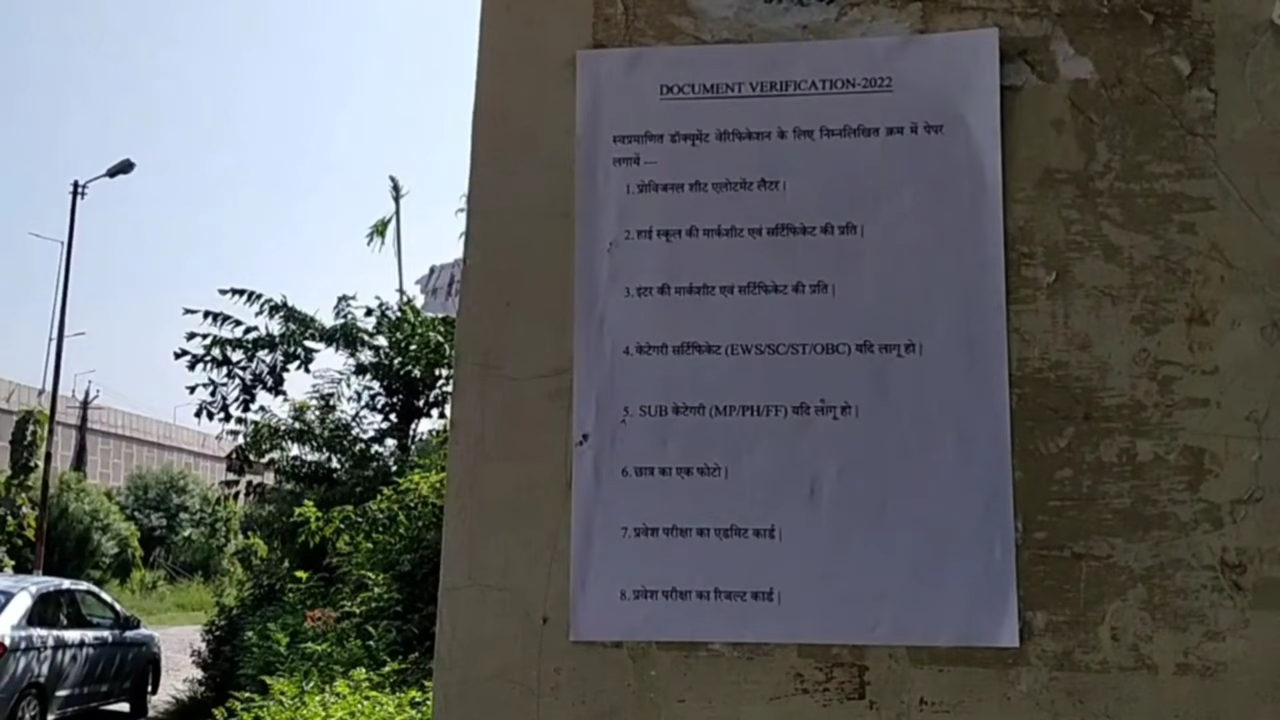 DOCUMENT VERIFICATION-2022
स्वप्रमाणित डॉक्यूमेंट वेरिफिकेशन के लिए निम्नलिखित क्रम में पेपर
लगायें ---
1. प्रोविजनल शीट एलोटमेंट लैटर।
2. हाई स्कूल की मार्कशीट एवं सर्टिफिकेट की प्रति |
3. इंटर की मार्कशीट एवं सर्टिफिकेट की प्रति |
4. केटेगरी सर्टिफिकेट (EWS/SC/ST/OBC) यदि लागू हो |
5. SUB केटेगरी (MP/PH/FF) यदि लागू हो |
6. छात्र का एक फोटो |
7. प्रवेश परीक्षा का एडमिट कार्ड |
8. प्रवेश परीक्षा का रिजल्ट कार्ड |